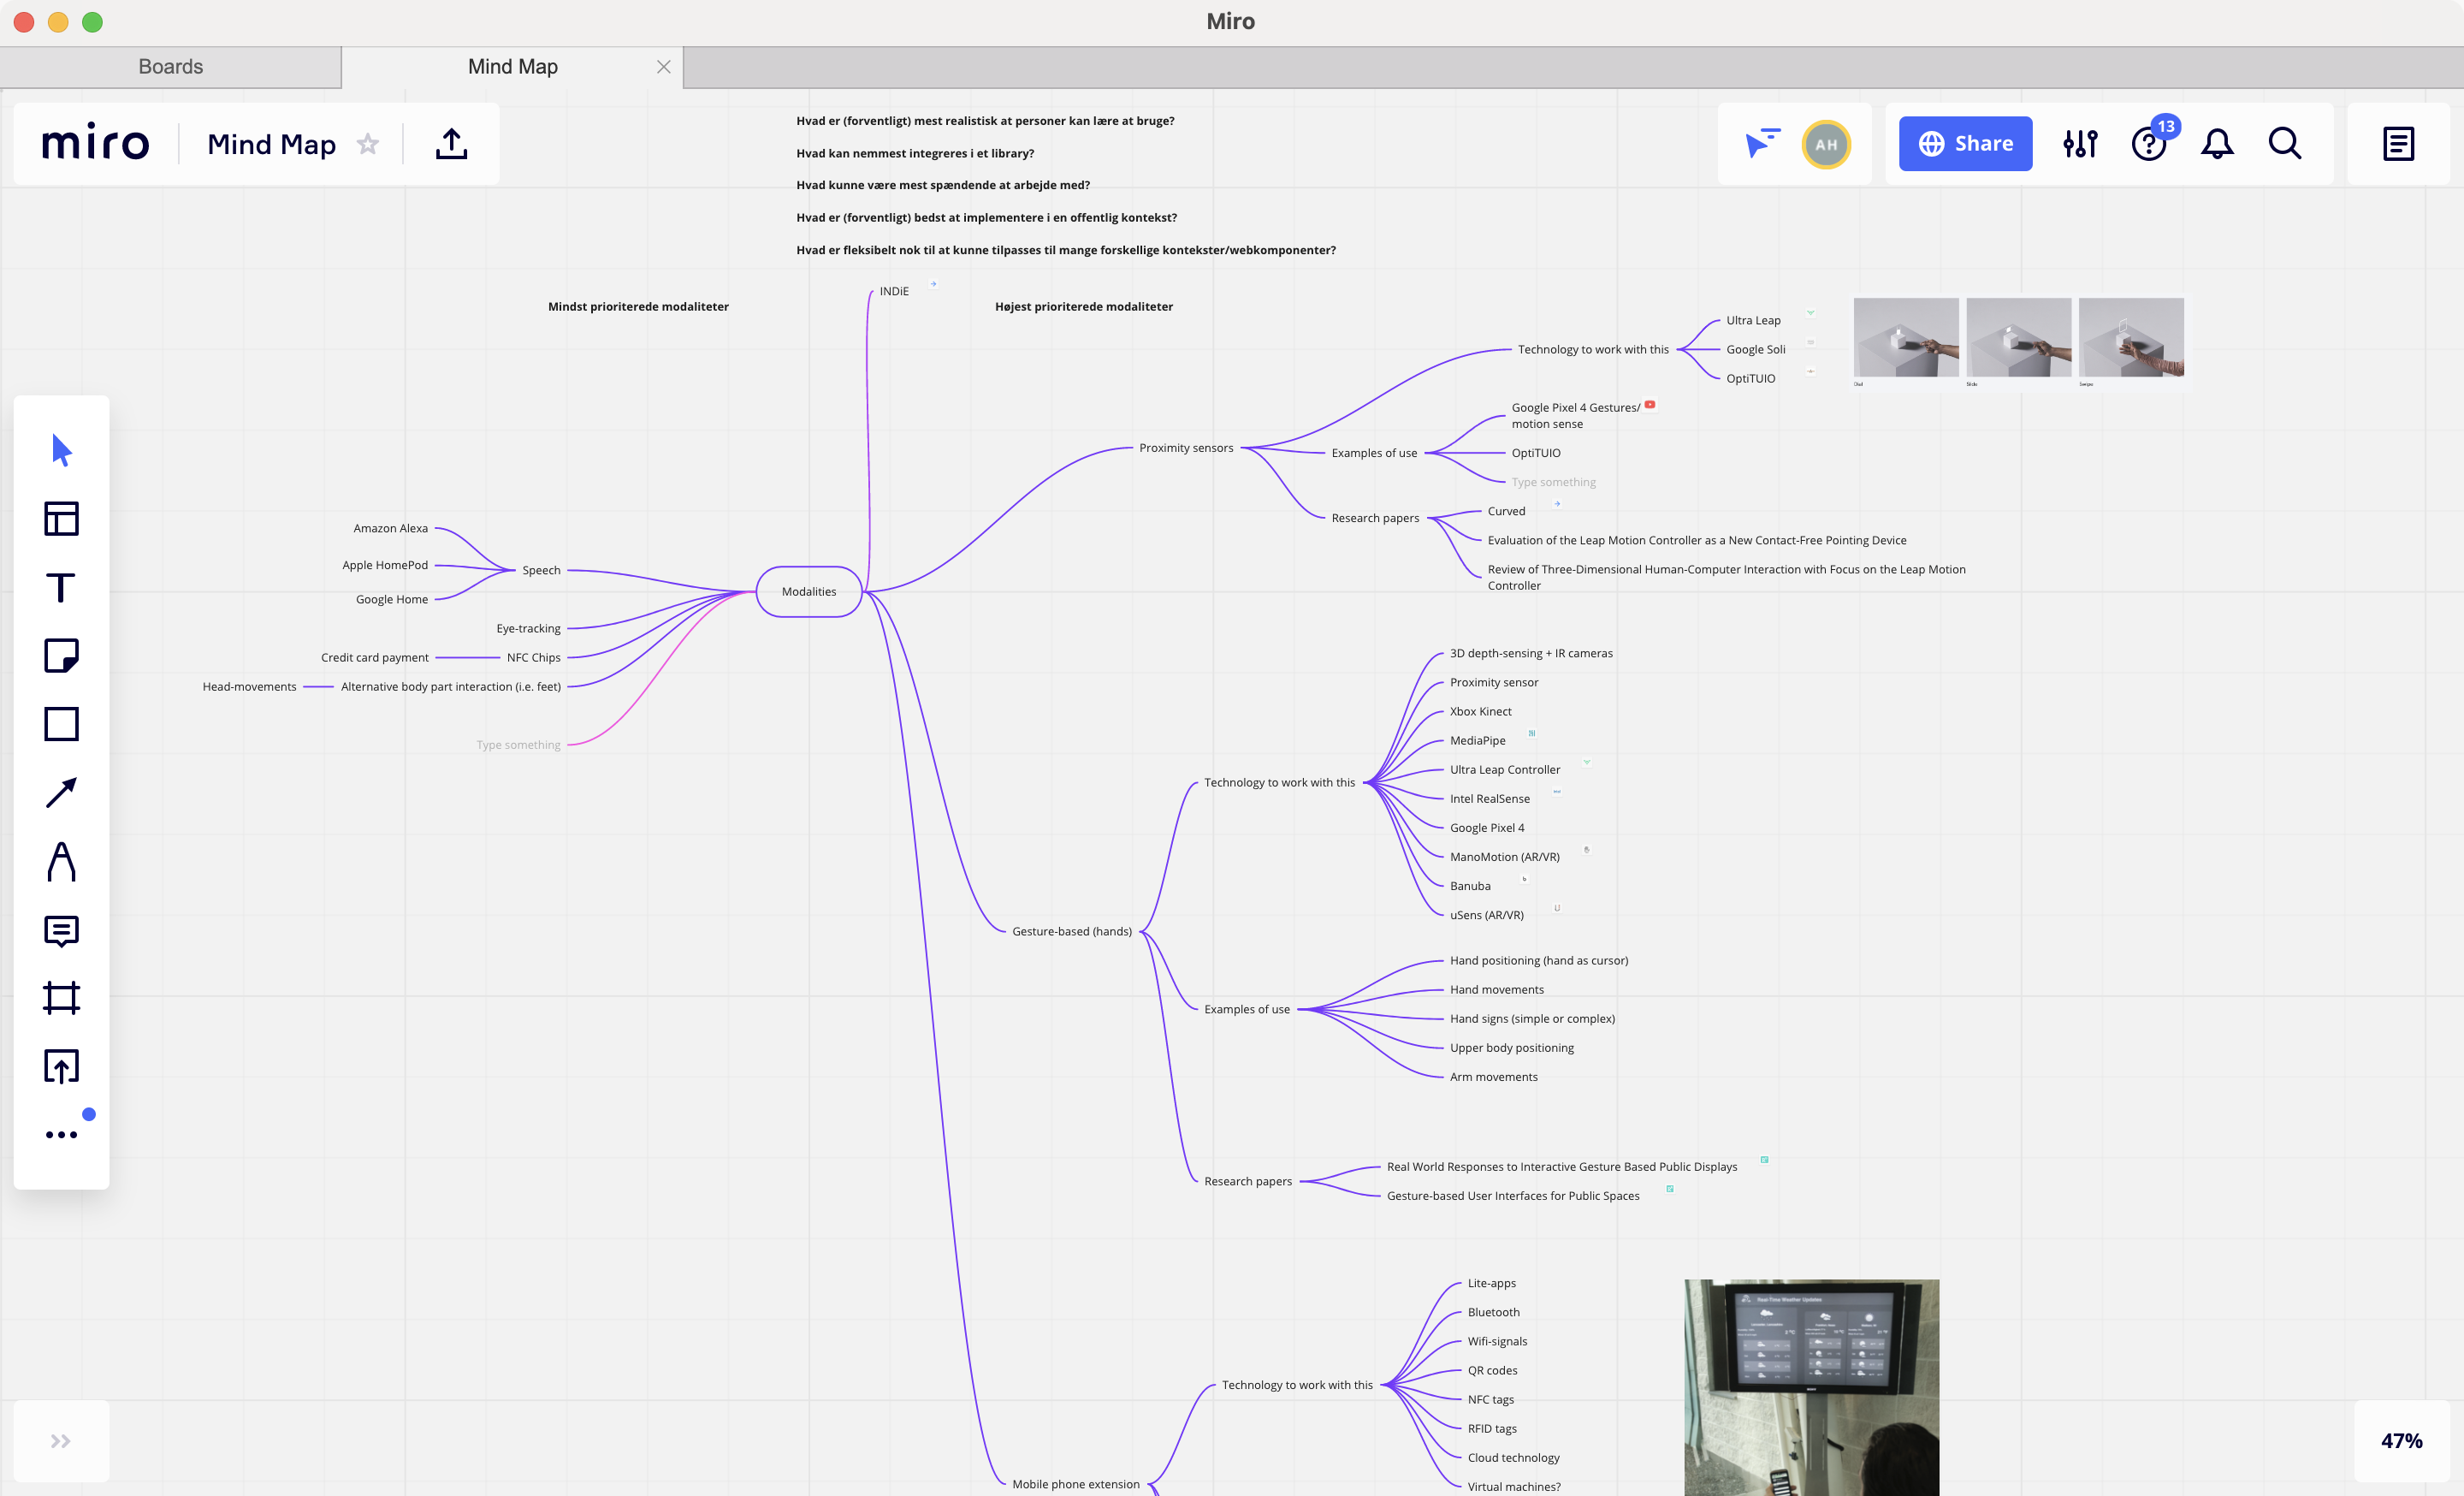 Miro
Boards
Mind Map
miro
Mind Map
AH
Share
13
Hvad er (forventligt) mest realistisk at personer kan lære at bruge?
Hvad kan nemmest integreres i et library?
Hvad kunne være mest spændende at arbejde med?
Hvad er (forventligt) bedst at implementere i en offentlig kontekst?
Hvad er fleksibelt nok til at kunne tilpasses til mange forskellige kontekster/webkomponenter?
INDiE
Mindst prioriterede modaliteter
Højest prioriterede modaliteter
Modalities
Speech
Amazon Alexa
Apple HomePod
Google Home
Eye-tracking
NFC Chips
Credit card payment
Alternative body part interaction (i.e. feet)
Head-movements
Type something
Proximity sensors
Technology to work with this
Ultra Leap
Google Soli
OptiTUIO
Dial
Slide
Swipe
Examples of use
Google Pixel 4 Gestures/
motion sense
OptiTUIO
Type something
Research papers
Curved
Evaluation of the Leap Motion Controller as a New Contact-Free Pointing Device
Review of Three-Dimensional Human-Computer Interaction with Focus on the Leap Motion
Controller
Gesture-based (hands)
Technology to work with this
3D depth-sensing + IR cameras
Proximity sensor
Xbox Kinect
MediaPipe
Ultra Leap Controller
Intel RealSense
Google Pixel 4
ManoMotion (AR/VR)
Banuba
uSens (AR/VR)
Examples of use
Hand positioning (hand as cursor)
Hand movements
Hand signs (simple or complex)
Upper body positioning
Arm movements
Research papers
Real World Responses to Interactive Gesture Based Public Displays
Gesture-based User Interfaces for Public Spaces
Mobile phone extension
Technology to work with this
Lite-apps
Bluetooth
Wifi-signals
QR codes
NFC tags
RFID tags
Cloud technology
Virtual machines?
Real-Time Weather Updates
47%